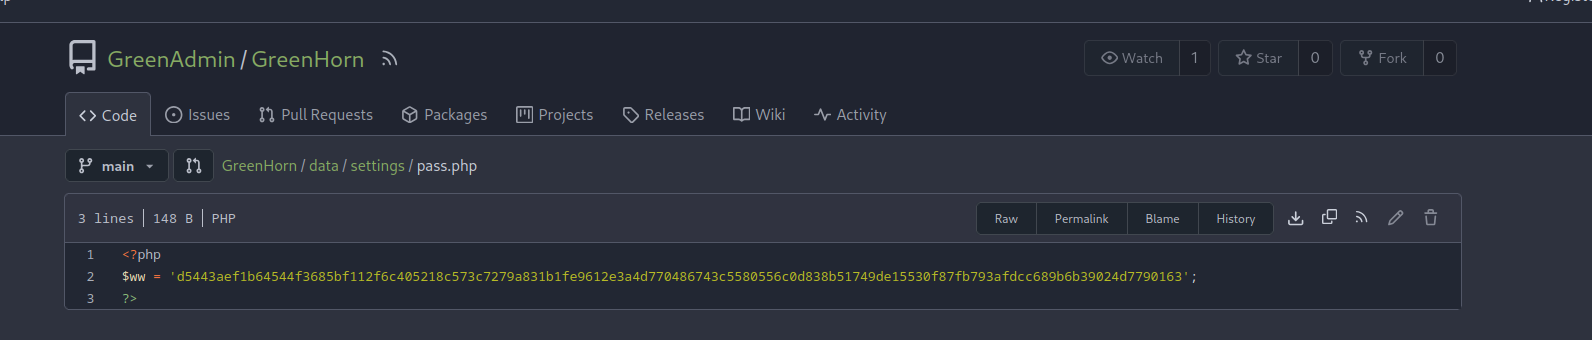 GreenAdmin / GreenHorn
Watch 1 Star 0 Fork 0
Code Issues Pull Requests Packages Projects Releases Wiki Activity
main GreenHorn / data / settings / pass.php
3 lines 148 B PHP Raw Permalink Blame History
1 <?php
2 $ww = 'd5443aef1b64544f3685bf112f6c405218c573c7279a831b1fe9612e3a4d770486743c5580556c0d838b51749de15530f87fb793afdcc689b6b39024d7790163';
3 ?>